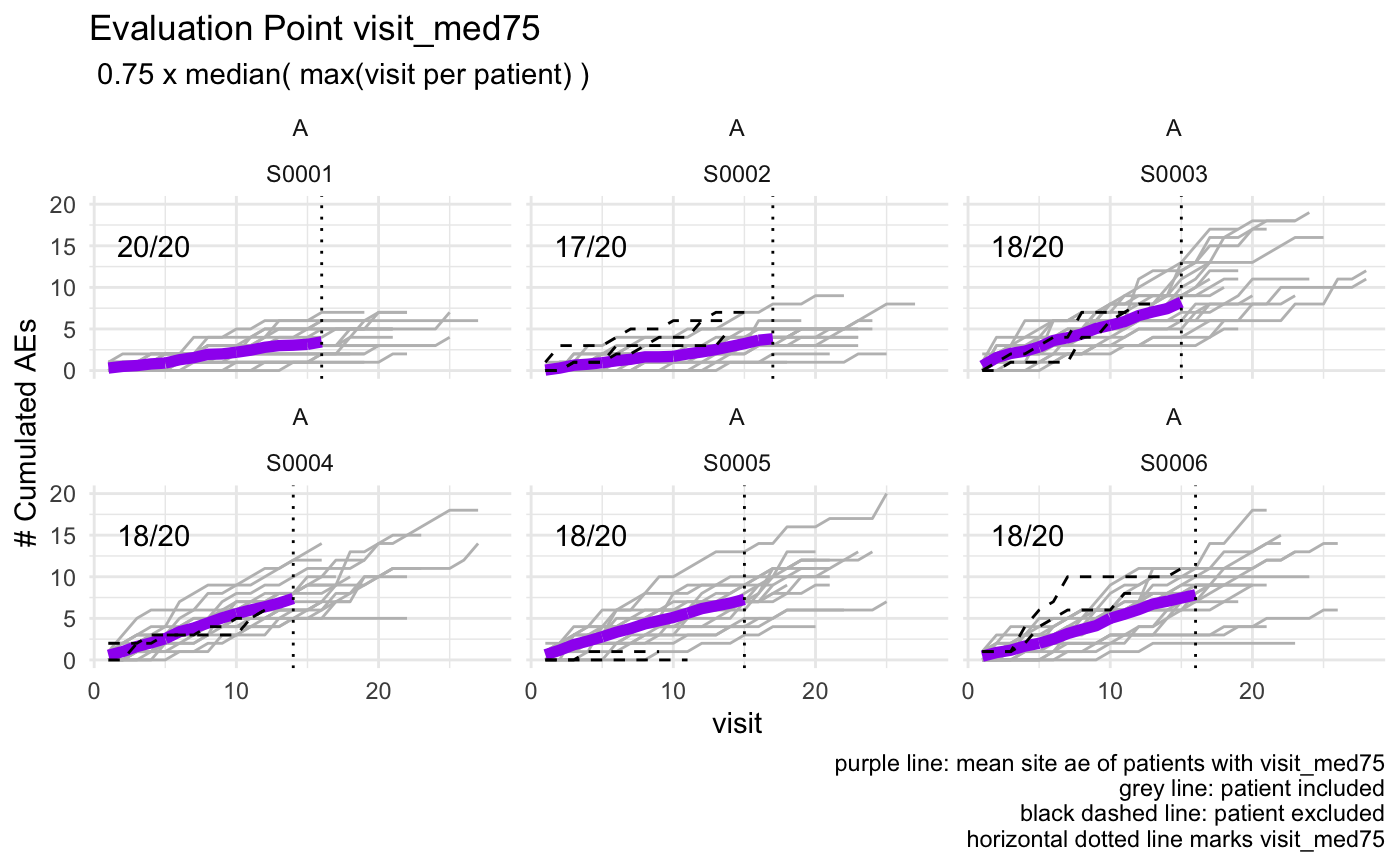 Evaluation Point visit_med75
0.75 x median( max(visit per patient) )
A A A
S0001 S0002 S0003
20
15
10
5
0
20/20 17/20 18/20
# Cumulated AEs
A A A
S0004 S0005 S0006
20
15
10
5
0
18/20 18/20 18/20
0 10 20 0 10 20 0 10 20
visit
purple line: mean site ae of patients with visit_med75
grey line: patient included
black dashed line: patient excluded
horizontal dotted line marks visit_med75